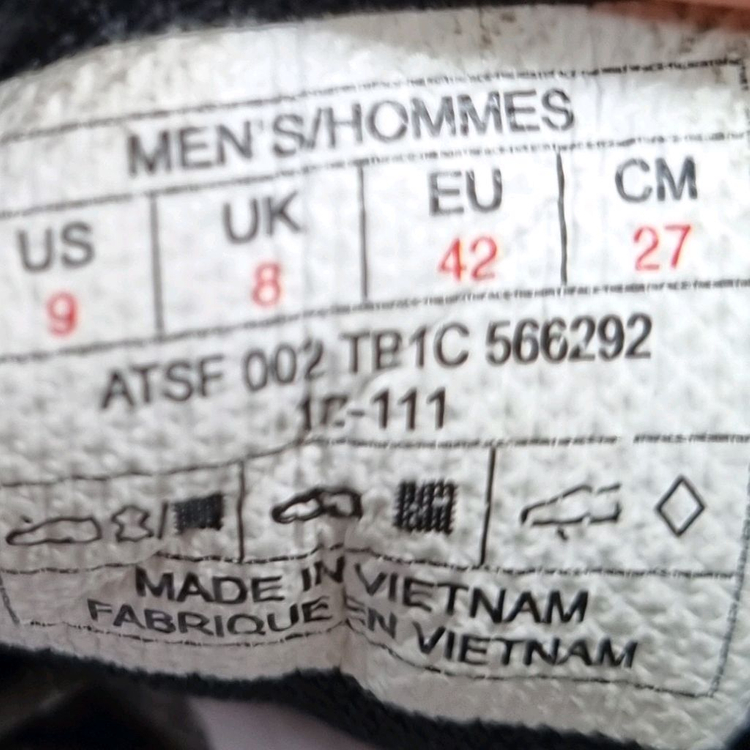 MEN'S/HOMMES
US UK EU CM
9 8 42 27
ATSF 002 TB1C 566292
-111
MADE IN VIETNAM
FABRIQUE EN VIETNAM